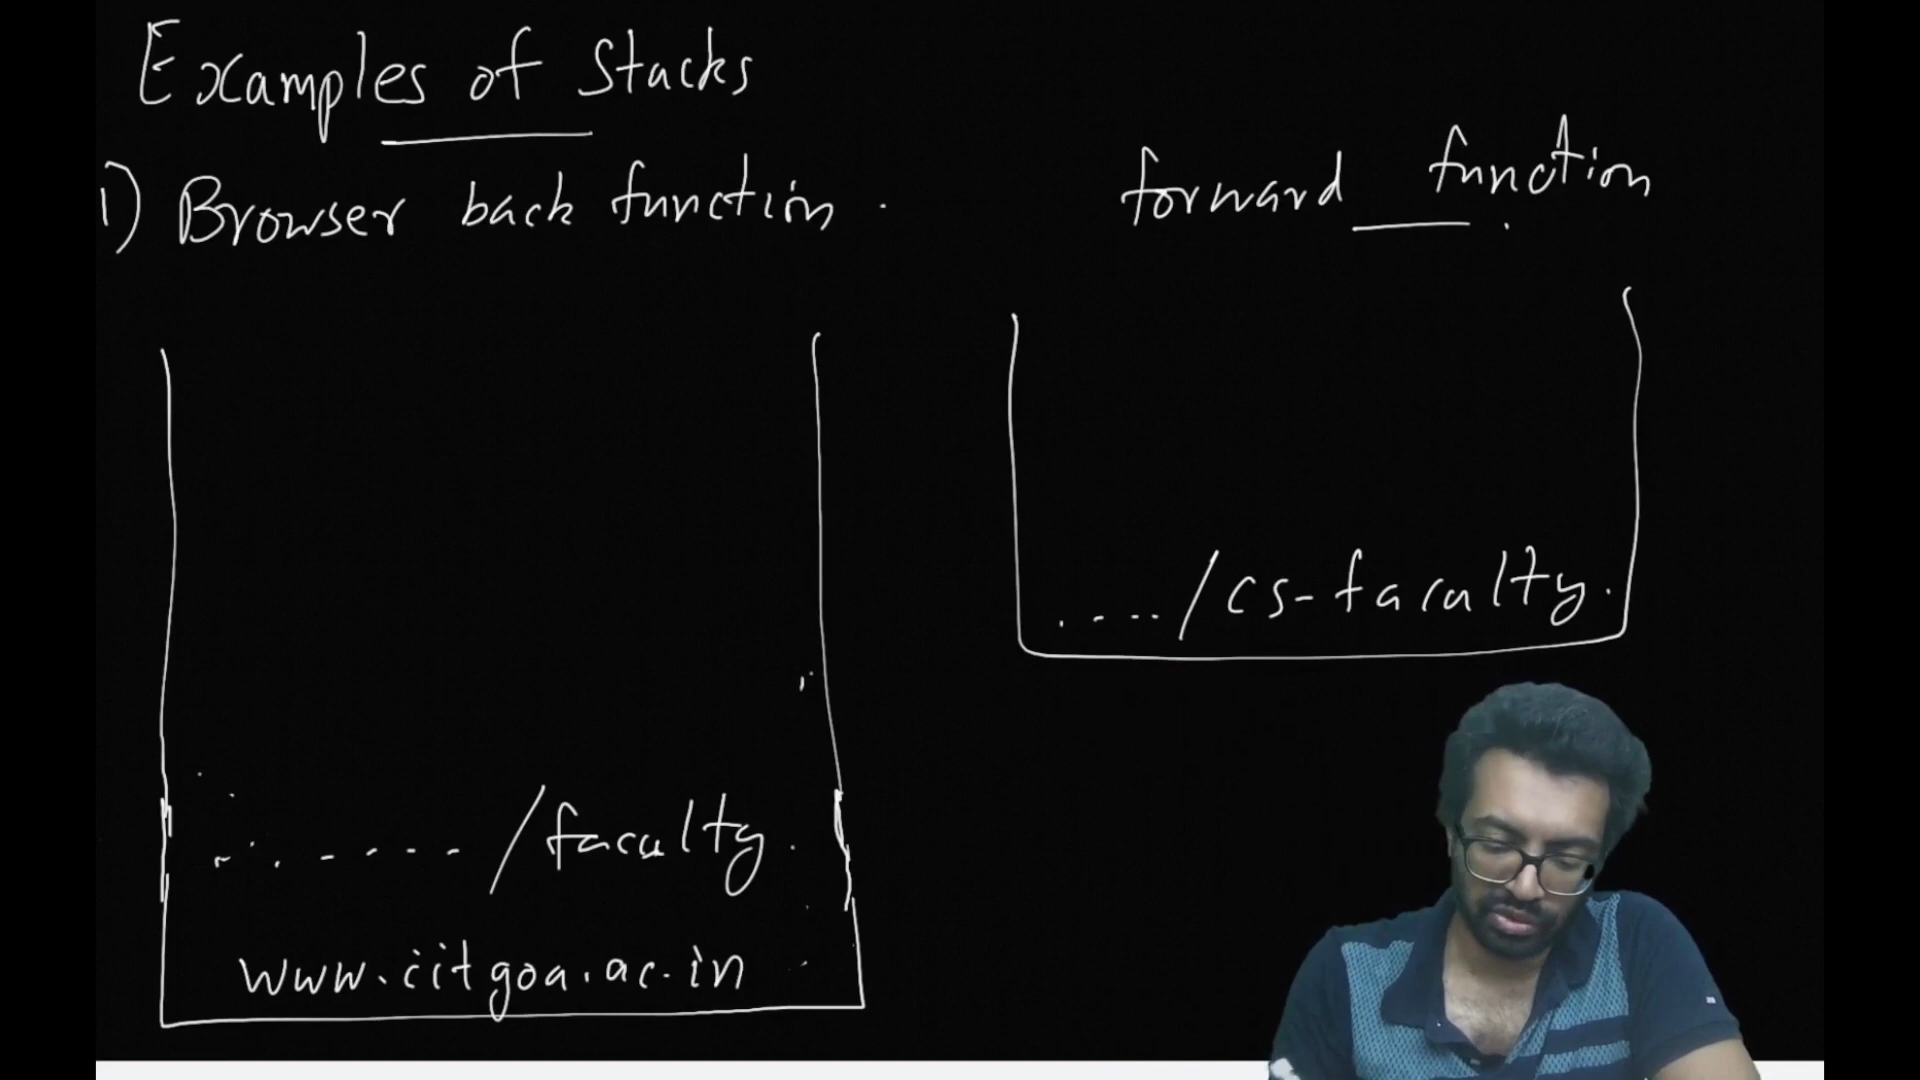 Examples of Stacks
1) Browser back function.
forward function.
..../cs-faculty.
......./faculty.
www.iitgoa.ac.in